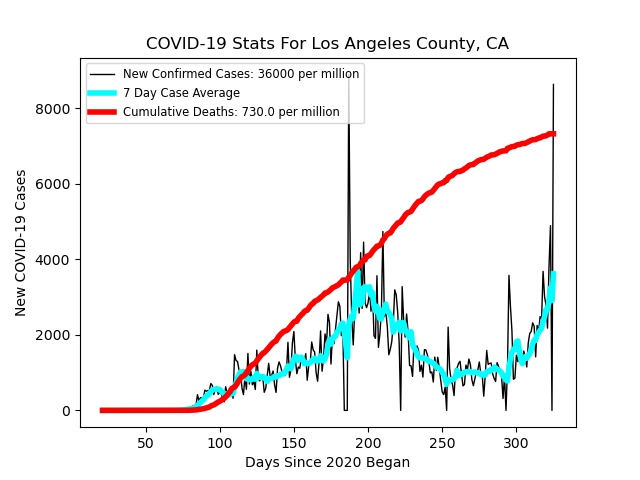 COVID-19 Stats For Los Angeles County, CA
New Confirmed Cases: 36000 per million
7 Day Case Average
Cumulative Deaths: 730.0 per million
New COVID-19 Cases
8000
6000
4000
2000
0
50 100 150 200 250 300
Days Since 2020 Began